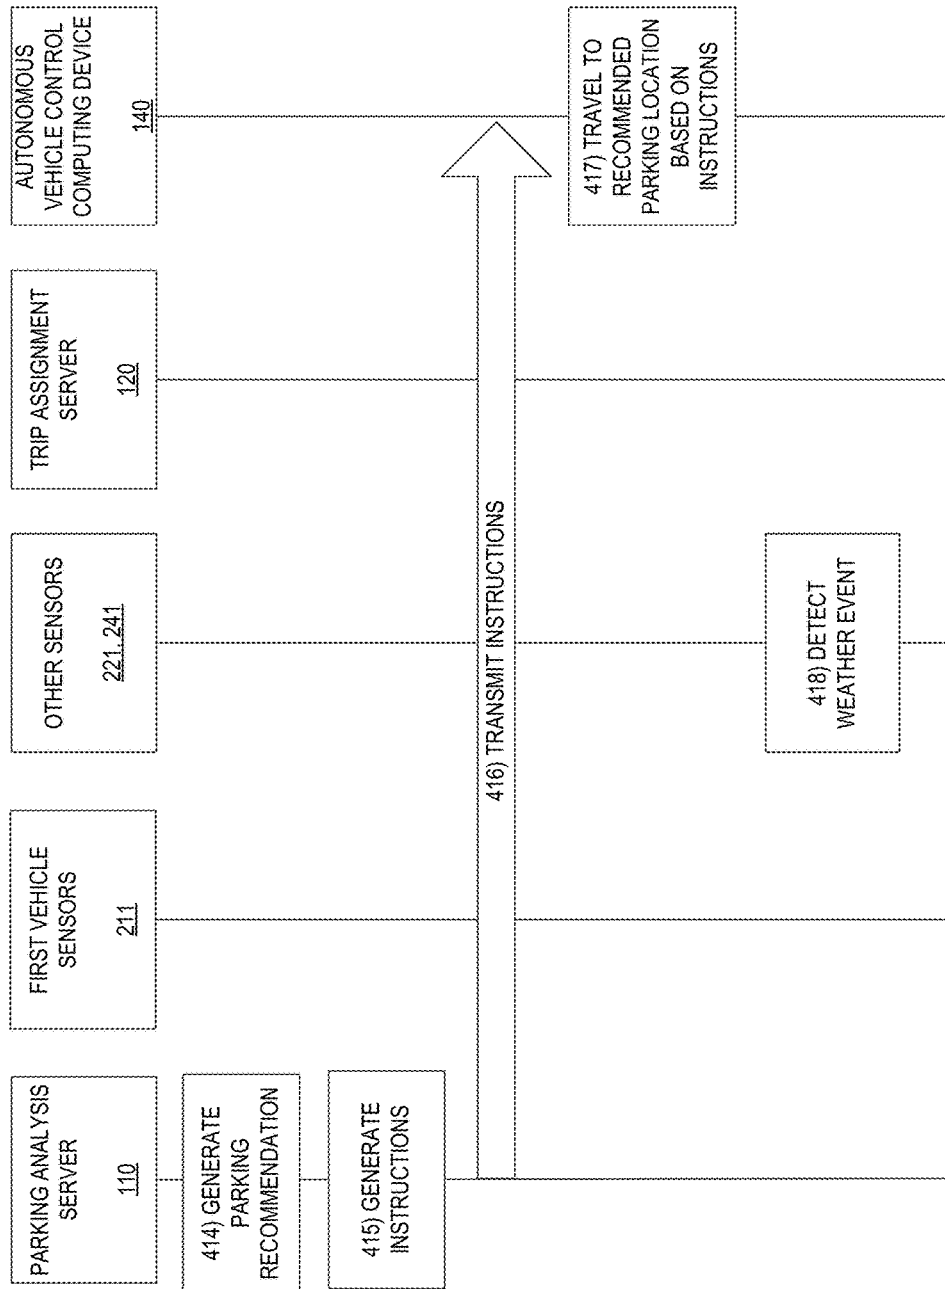 PARKING ANALYSIS
SERVER
110
FIRST VEHICLE
SENSORS
211
OTHER SENSORS
221, 241
TRIP ASSIGNMENT
SERVER
120
AUTONOMOUS
VEHICLE CONTROL
COMPUTING DEVICE
140
414) GENERATE
PARKING
RECOMMENDATION
415) GENERATE
INSTRUCTIONS
416) TRANSMIT INSTRUCTIONS
417) TRAVEL TO
RECOMMENDED
PARKING LOCATION
BASED ON
INSTRUCTIONS
418) DETECT
WEATHER EVENT